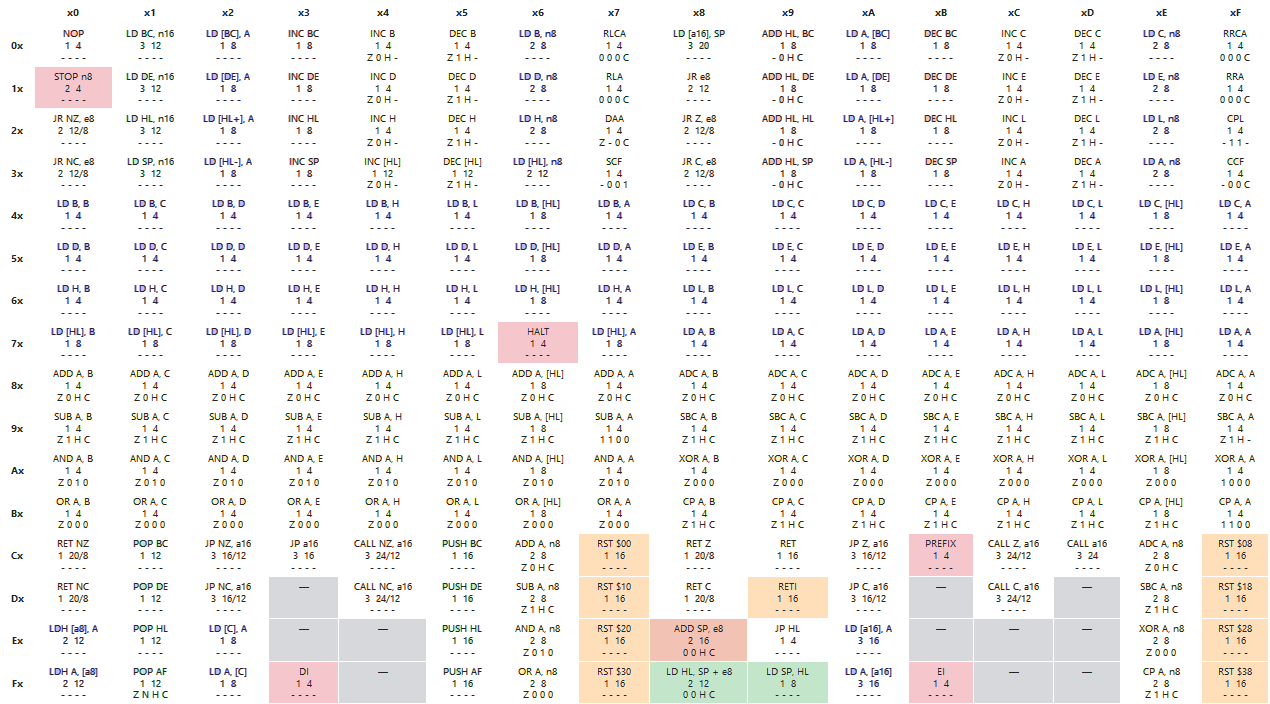 x0 x1 x2 x3 x4 x5 x6 x7 x8 x9 xA xB xC xD xE xF
NOP LD BC, n16 LD [BC], A INC BC INC B DEC B LD B, n8 RLCA LD [a16], SP ADD HL, BC LD A, [BC] DEC BC INC C DEC C LD C, n8 RRCA
0x 1 4 3 12 1 8 1 8 1 4 1 4 2 8 1 4 3 20 1 8 1 8 1 8 1 4 1 4 2 8 1 4
- - - - - - - - - - - - - - - - Z 0 H - Z 1 H - - - - - 0 0 0 C - - - - - 0 H C - - - - - - - - Z 0 H - Z 1 H - - - - - 0 0 0 C
STOP n8 LD DE, n16 LD [DE], A INC DE INC D DEC D LD D, n8 RLA JR e8 ADD HL, DE LD A, [DE] DEC DE INC E DEC E LD E, n8 RRA
1x 2 4 3 12 1 8 1 8 1 4 1 4 2 8 1 4 2 12 1 8 1 8 1 8 1 4 1 4 2 8 1 4
- - - - - - - - - - - - - - - - Z 0 H - Z 1 H - - - - - 0 0 0 C - - - - - 0 H C - - - - - - - - Z 0 H - Z 1 H - - - - - 0 0 0 C
JR NZ, e8 LD HL, n16 LD [HL+], A INC HL INC H DEC H LD H, n8 DAA JR Z, e8 ADD HL, HL LD A, [HL+] DEC HL INC L DEC L LD L, n8 CPL
2x 2 12/8 3 12 1 8 1 8 1 4 1 4 2 8 1 4 2 12/8 1 8 1 8 1 8 1 4 1 4 2 8 1 4
- - - - - - - - - - - - - - - - Z 0 H - Z 1 H - - - - - Z - 0 C - - - - - 0 H C - - - - - - - - Z 0 H - Z 1 H - - - - - - 1 1 -
JR NC, e8 LD SP, n16 LD [HL-], A INC SP INC [HL] DEC [HL] LD [HL], n8 SCF JR C, e8 ADD HL, SP LD A, [HL-] DEC SP INC A DEC A LD A, n8 CCF
3x 2 12/8 3 12 1 8 1 8 1 12 1 12 2 12 1 4 2 12/8 1 8 1 8 1 8 1 4 1 4 2 8 1 4
- - - - - - - - - - - - - - - - Z 0 H - Z 1 H - - - - - - 0 0 1 - - - - - 0 H C - - - - - - - - Z 0 H - Z 1 H - - - - - - 0 0 C
LD B, B LD B, C LD B, D LD B, E LD B, H LD B, L LD B, [HL] LD B, A LD C, B LD C, C LD C, D LD C, E LD C, H LD C, L LD C, [HL] LD C, A
4x 1 4 1 4 1 4 1 4 1 4 1 4 1 8 1 4 1 4 1 4 1 4 1 4 1 4 1 4 1 8 1 4
- - - - - - - - - - - - - - - - - - - - - - - - - - - - - - - - - - - - - - - - - - - - - - - - - - - - - - - - - - - - - - - -
LD D, B LD D, C LD D, D LD D, E LD D, H LD D, L LD D, [HL] LD D, A LD E, B LD E, C LD E, D LD E, E LD E, H LD E, L LD E, [HL] LD E, A
5x 1 4 1 4 1 4 1 4 1 4 1 4 1 8 1 4 1 4 1 4 1 4 1 4 1 4 1 4 1 8 1 4
- - - - - - - - - - - - - - - - - - - - - - - - - - - - - - - - - - - - - - - - - - - - - - - - - - - - - - - - - - - - - - - -
LD H, B LD H, C LD H, D LD H, E LD H, H LD H, L LD H, [HL] LD H, A LD L, B LD L, C LD L, D LD L, E LD L, H LD L, L LD L, [HL] LD L, A
6x 1 4 1 4 1 4 1 4 1 4 1 4 1 8 1 4 1 4 1 4 1 4 1 4 1 4 1 4 1 8 1 4
- - - - - - - - - - - - - - - - - - - - - - - - - - - - - - - - - - - - - - - - - - - - - - - - - - - - - - - - - - - - - - - -
LD [HL], B LD [HL], C LD [HL], D LD [HL], E LD [HL], H LD [HL], L HALT LD [HL], A LD A, B LD A, C LD A, D LD A, E LD A, H LD A, L LD A, [HL] LD A, A
7x 1 8 1 8 1 8 1 8 1 8 1 8 1 4 1 8 1 4 1 4 1 4 1 4 1 4 1 4 1 8 1 4
- - - - - - - - - - - - - - - - - - - - - - - - - - - - - - - - - - - - - - - - - - - - - - - - - - - - - - - - - - - - - - - -
ADD A, B ADD A, C ADD A, D ADD A, E ADD A, H ADD A, L ADD A, [HL] ADD A, A ADC A, B ADC A, C ADC A, D ADC A, E ADC A, H ADC A, L ADC A, [HL] ADC A, A
8x 1 4 1 4 1 4 1 4 1 4 1 4 1 8 1 4 1 4 1 4 1 4 1 4 1 4 1 4 1 8 1 4
Z 0 H C Z 0 H C Z 0 H C Z 0 H C Z 0 H C Z 0 H C Z 0 H C Z 0 H C Z 0 H C Z 0 H C Z 0 H C Z 0 H C Z 0 H C Z 0 H C Z 0 H C Z 0 H C
SUB A, B SUB A, C SUB A, D SUB A, E SUB A, H SUB A, L SUB A, [HL] SUB A, A SBC A, B SBC A, C SBC A, D SBC A, E SBC A, H SBC A, L SBC A, [HL] SBC A, A
9x 1 4 1 4 1 4 1 4 1 4 1 4 1 8 1 4 1 4 1 4 1 4 1 4 1 4 1 4 1 8 1 4
Z 1 H C Z 1 H C Z 1 H C Z 1 H C Z 1 H C Z 1 H C Z 1 H C 1 1 0 0 Z 1 H C Z 1 H C Z 1 H C Z 1 H C Z 1 H C Z 1 H C Z 1 H C Z 1 H -
AND A, B AND A, C AND A, D AND A, E AND A, H AND A, L AND A, [HL] AND A, A XOR A, B XOR A, C XOR A, D XOR A, E XOR A, H XOR A, L XOR A, [HL] XOR A, A
Ax 1 4 1 4 1 4 1 4 1 4 1 4 1 8 1 4 1 4 1 4 1 4 1 4 1 4 1 4 1 8 1 4
Z 0 1 0 Z 0 1 0 Z 0 1 0 Z 0 1 0 Z 0 1 0 Z 0 1 0 Z 0 1 0 Z 0 1 0 Z 0 0 0 Z 0 0 0 Z 0 0 0 Z 0 0 0 Z 0 0 0 Z 0 0 0 Z 0 0 0 1 0 0 0
OR A, B OR A, C OR A, D OR A, E OR A, H OR A, L OR A, [HL] OR A, A CP A, B CP A, C CP A, D CP A, E CP A, H CP A, L CP A, [HL] CP A, A
Bx 1 4 1 4 1 4 1 4 1 4 1 4 1 8 1 4 1 4 1 4 1 4 1 4 1 4 1 4 1 8 1 4
Z 0 0 0 Z 0 0 0 Z 0 0 0 Z 0 0 0 Z 0 0 0 Z 0 0 0 Z 0 0 0 Z 0 0 0 Z 1 H C Z 1 H C Z 1 H C Z 1 H C Z 1 H C Z 1 H C Z 1 H C 1 1 0 0
RET NZ POP BC JP NZ, a16 JP a16 CALL NZ, a16 PUSH BC ADD A, n8 RST $00 RET Z RET JP Z, a16 PREFIX CALL Z, a16 CALL a16 ADC A, n8 RST $08
Cx 1 20/8 1 12 3 16/12 3 16 3 24/12 1 16 2 8 1 16 1 20/8 1 16 3 16/12 1 4 3 24/12 3 24 2 8 1 16
- - - - - - - - - - - - - - - - - - - - - - - - Z 0 H C - - - - - - - - - - - - - - - - - - - - - - - - - - - - Z 0 H C - - - -
RET NC POP DE JP NC, a16 — CALL NC, a16 PUSH DE SUB A, n8 RST $10 RET C RETI JP C, a16 — CALL C, a16 — SBC A, n8 RST $18
Dx 1 20/8 1 12 3 16/12 3 24/12 1 16 2 8 1 16 1 20/8 1 16 3 16/12 3 24/12 2 8 1 16
- - - - - - - - - - - - - - - - - - - - Z 1 H C - - - - - - - - - - - - - - - - - - - - Z 1 H C - - - -
LDH [a8], A POP HL LD [C], A — — PUSH HL AND A, n8 RST $20 ADD SP, e8 JP HL LD [a16], A — — — XOR A, n8 RST $28
Ex 2 12 1 12 1 8 1 16 2 8 1 16 2 16 1 4 3 16 2 8 1 16
- - - - - - - - - - - - - - - - Z 0 1 0 - - - - 0 0 H C - - - - - - - - Z 0 0 0 - - - -
LDH A, [a8] POP AF LD A, [C] DI — PUSH AF OR A, n8 RST $30 LD HL, SP + e8 LD SP, HL LD A, [a16] EI — — CP A, n8 RST $38
Fx 2 12 1 12 1 8 1 4 1 16 2 8 1 16 2 12 1 8 3 16 1 4 2 8 1 16
- - - - Z N H C - - - - - - - - - - - - Z 0 0 0 - - - - 0 0 H C - - - - - - - - - - - - Z 1 H C - - - -